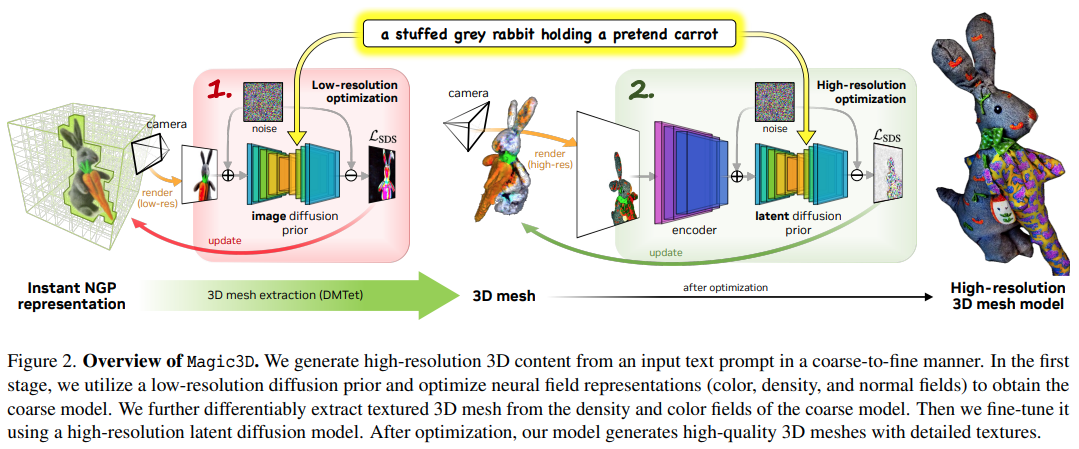 a stuffed grey rabbit holding a pretend carrot
1.
Low-resolution
optimization
noise
camera
render
(low-res)
ℒSDS
image diffusion
prior
update
2.
High-resolution
optimization
noise
camera
render
(high-res)
ℒSDS
encoder
latent diffusion
prior
update
Instant NGP
representation
3D mesh extraction (DMTet)
3D mesh
after optimization
High-resolution
3D mesh model
Figure 2. Overview of Magic3D. We generate high-resolution 3D content from an input text prompt in a coarse-to-fine manner. In the first
stage, we utilize a low-resolution diffusion prior and optimize neural field representations (color, density, and normal fields) to obtain the
coarse model. We further differentiably extract textured 3D mesh from the density and color fields of the coarse model. Then we fine-tune it
using a high-resolution latent diffusion model. After optimization, our model generates high-quality 3D meshes with detailed textures.